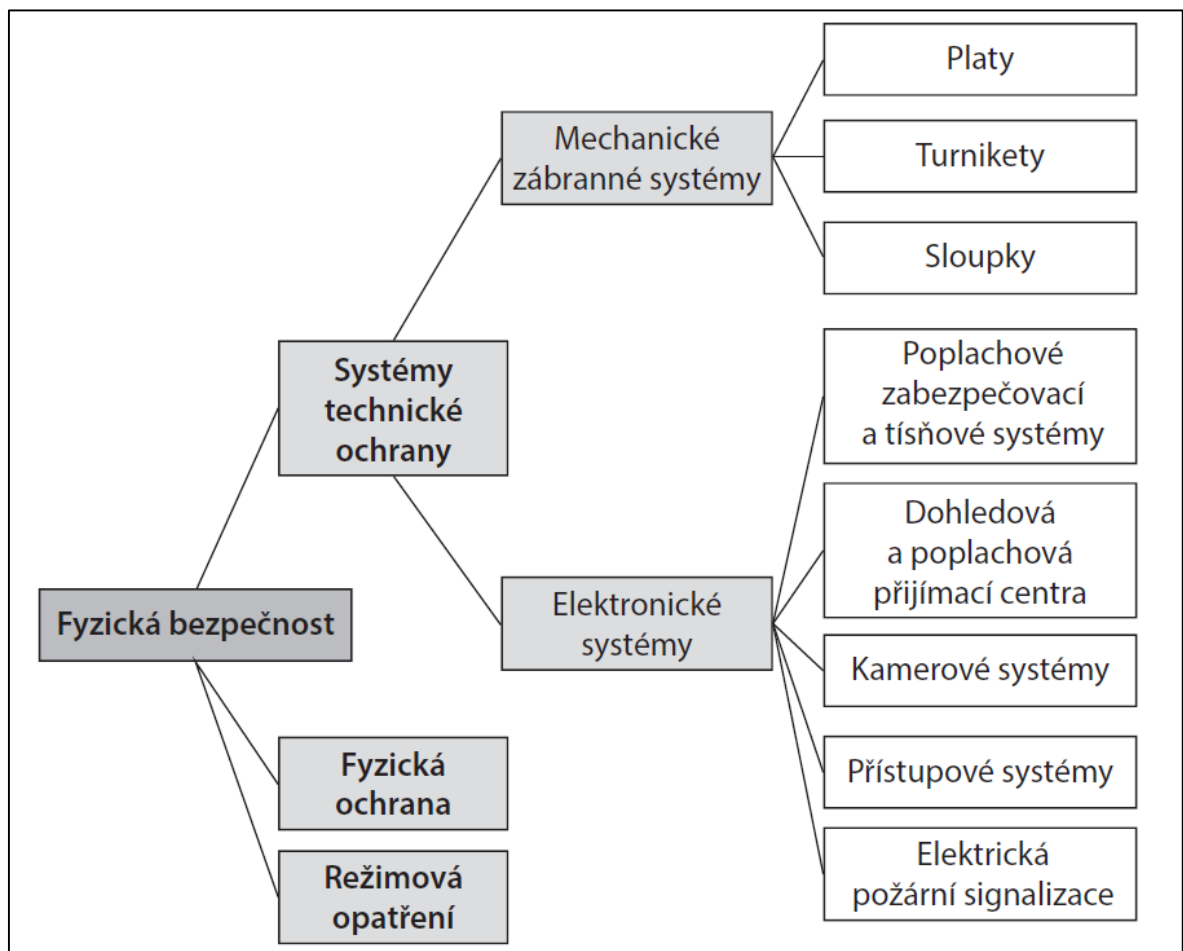 Fyzická bezpečnost
Systémy
technické
ochrany
Fyzická
ochrana
Režimová
opatření
Mechanické
zábranné systémy
Elektronické
systémy
Platy
Turnikety
Sloupky
Poplachové
zabezpečovací
a tísňové systémy
Dohledová
a poplachová
přijímací centra
Kamerové systémy
Přístupové systémy
Elektrická
požární signalizace